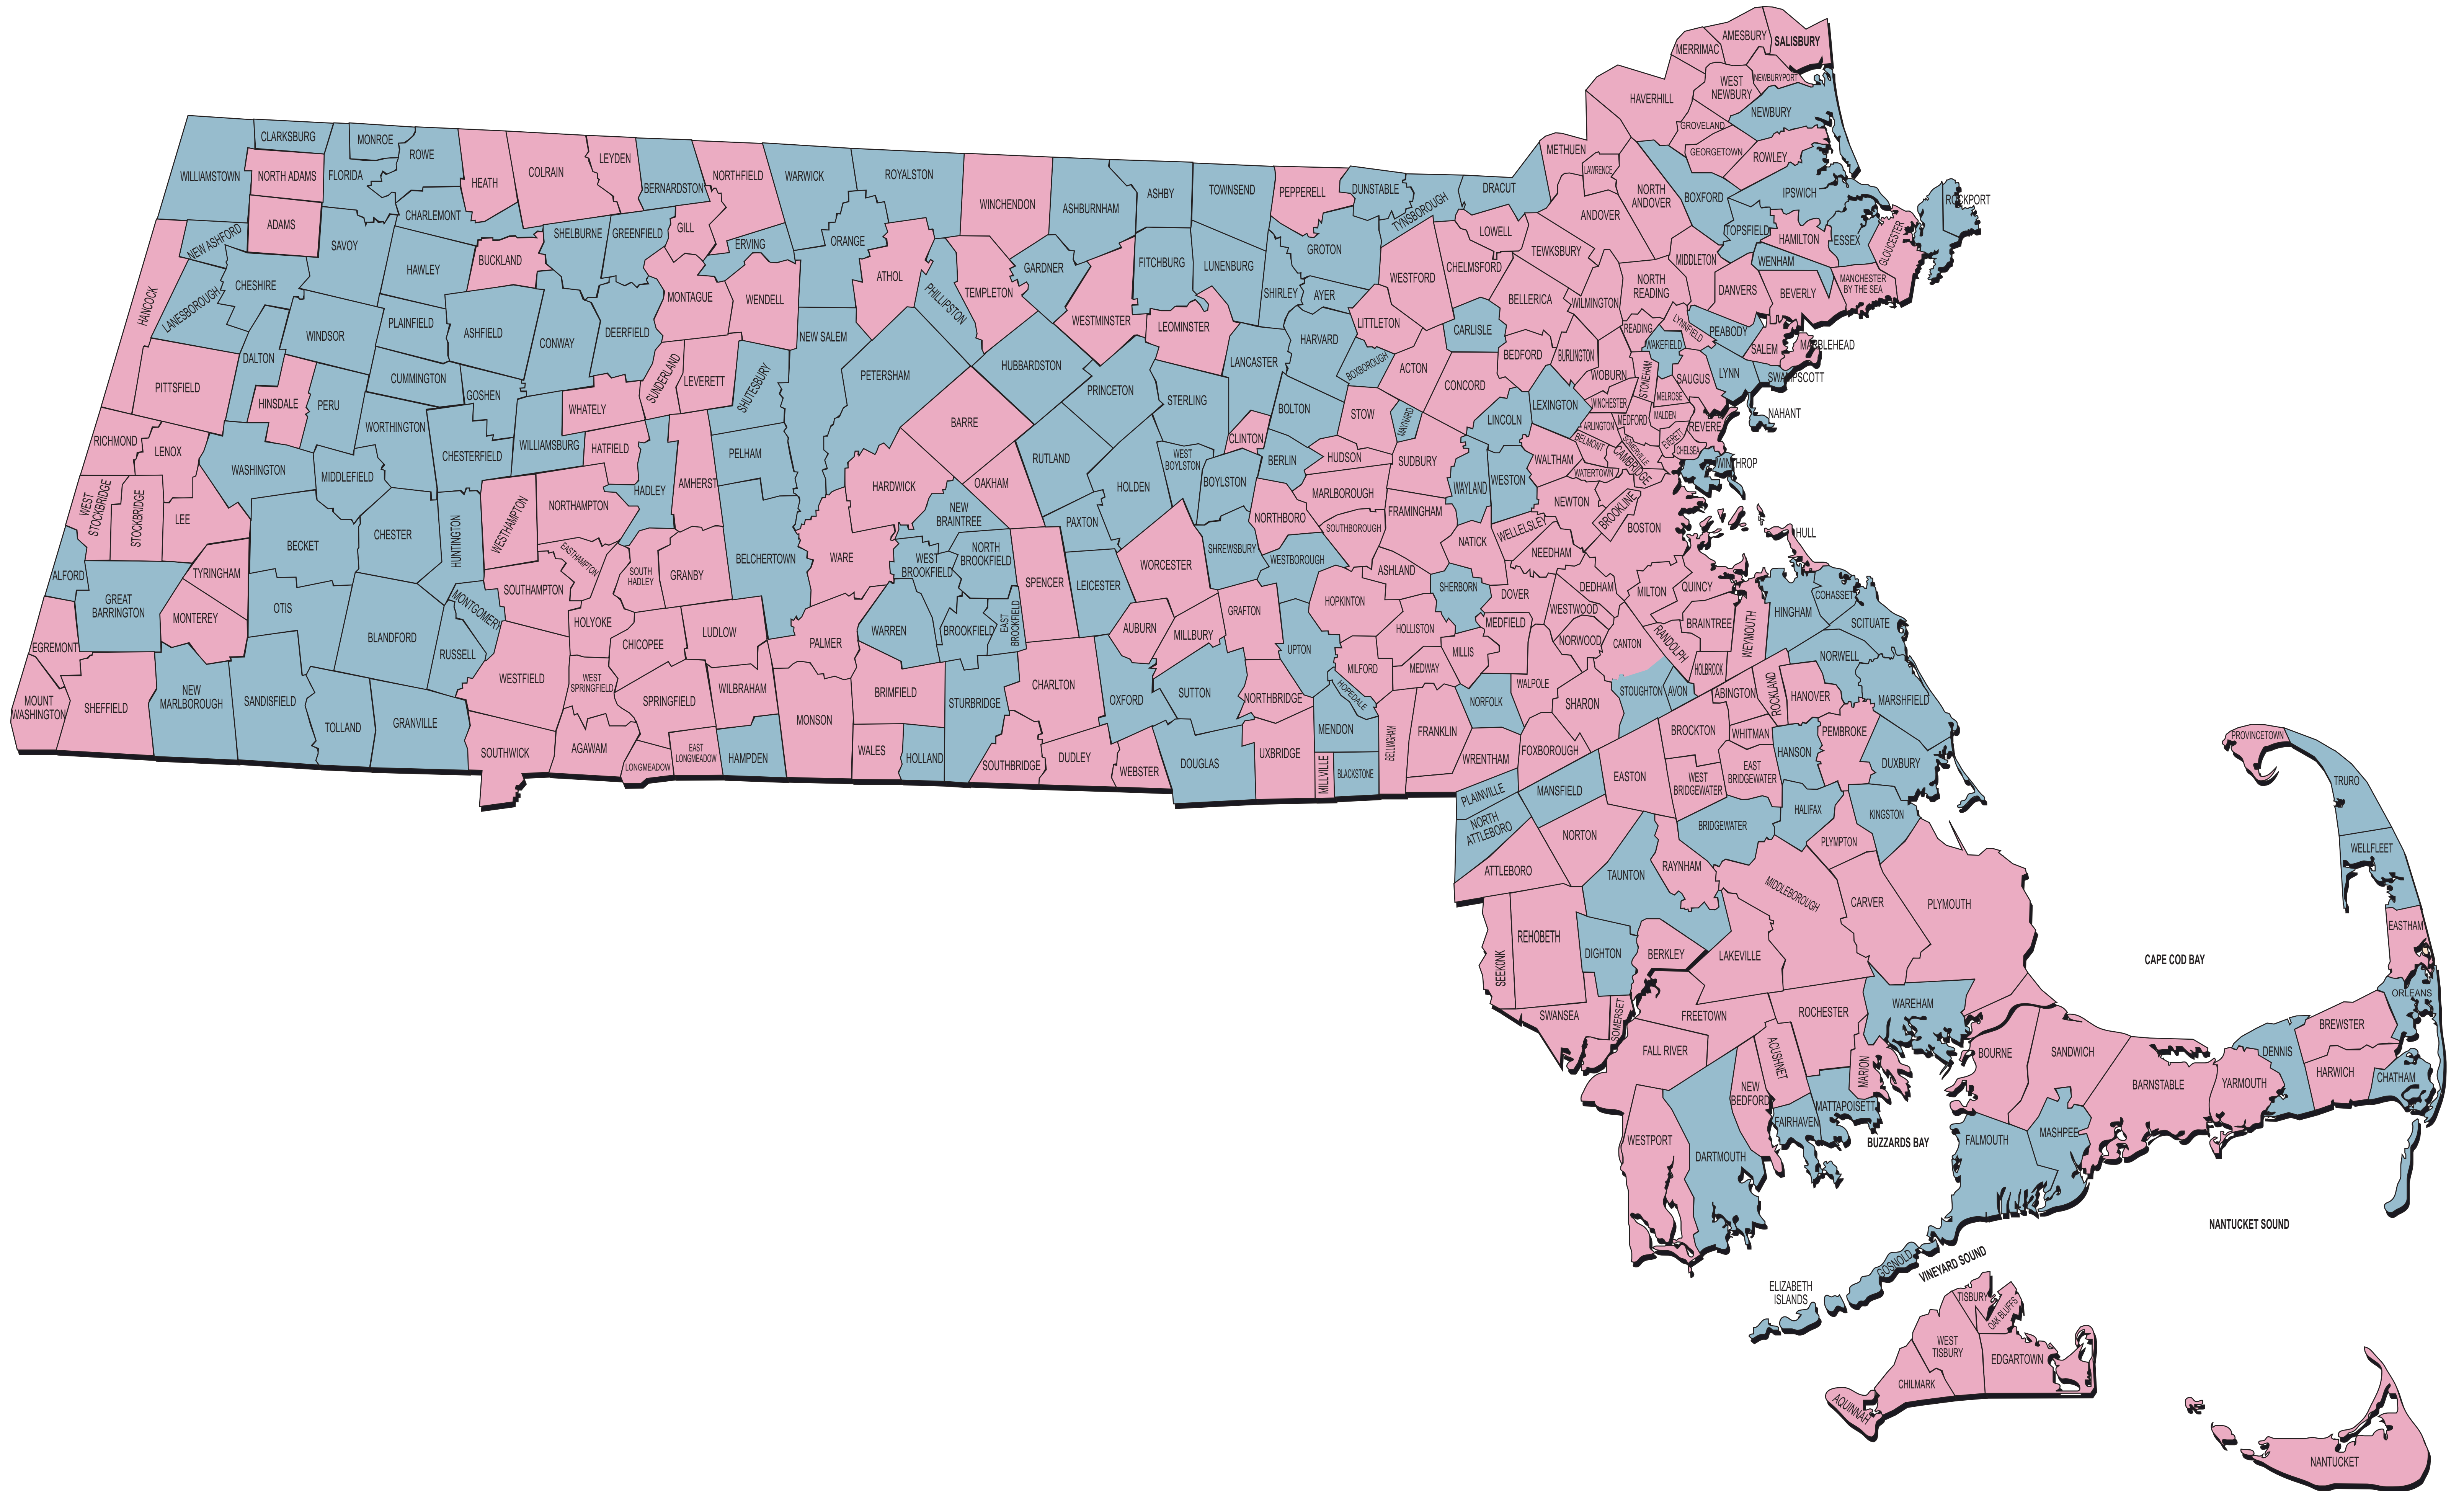 AMESBURY
SALISBURY
MERRIMAC
WEST
NEWBURY
NEWBURYPORT
HAVERHILL
NEWBURY
GROVELAND
GEORGETOWN
ROWLEY
METHUEN
LAWRENCE
NORTH
ANDOVER
BOXFORD
IPSWICH
ROCKPORT
ANDOVER
TOPSFIELD
HAMILTON
ESSEX
GLOUCESTER
MIDDLETON
WENHAM
MANCHESTER
BY THE SEA
DANVERS
BEVERLY
CLARKSBURG
MONROE
ROWE
WILLIAMSTOWN
NORTH ADAMS
FLORIDA
HEATH
COLRAIN
LEYDEN
BERNARDSTON
NORTHFIELD
WARWICK
ROYALSTON
WINCHENDON
ASHBURNHAM
ASHBY
TOWNSEND
PEPPERELL
DUNSTABLE
TYNSBOROUGH
DRACUT
LOWELL
TEWKSBURY
ADAMS
NEW ASHFORD
SAVOY
CHARLEMONT
HAWLEY
BUCKLAND
SHELBURNE
GREENFIELD
GILL
ERVING
ORANGE
ATHOL
PHILLIPSTON
TEMPLETON
GARDNER
WESTMINSTER
FITCHBURG
LUNENBURG
SHIRLEY
GROTON
AYER
WESTFORD
CHELMSFORD
BELLERICA
WILMINGTON
NORTH
READING
HANCOCK
LANESBOROUGH
CHESHIRE
WINDSOR
DALTON
PLAINFIELD
ASHFIELD
CONWAY
DEERFIELD
MONTAGUE
WENDELL
NEW SALEM
LEOMINSTER
LANCASTER
HARVARD
LITTLETON
BOXBOROUGH
ACTON
CARLISLE
CONCORD
BEDFORD
BURLINGTON
READING
LYNNFIELD
PEABODY
WAKEFIELD
SALEM
MARBLEHEAD
SWAMPSCOTT
LYNN
NAHANT
SAUGUS
STONEHAM
WOBURN
WINCHESTER
MELROSE
MALDEN
MEDFORD
REVERE
EVERETT
CHELSEA
WINTHROP
SOMERVILLE
CAMBRIDGE
ARLINGTON
BELMONT
WATERTOWN
LEXINGTON
LINCOLN
WALTHAM
PITTSFIELD
HINSDALE
PERU
CUMMINGTON
GOSHEN
WORTHINGTON
CHESTERFIELD
WILLIAMSBURG
WHATELY
HATFIELD
SUNDERLAND
LEVERETT
SHUTESBURY
PELHAM
PETERSHAM
HUBBARDSTON
PRINCETON
STERLING
BARRE
RUTLAND
HOLDEN
WEST
BOYLSTON
BOYLSTON
CLINTON
BOLTON
BERLIN
STOW
MAYNARD
HUDSON
SUDBURY
MARLBOROUGH
WAYLAND
WESTON
NEWTON
BROOKLINE
BOSTON
HULL
RICHMOND
LENOX
WASHINGTON
MIDDLEFIELD
WEST
STOCKBRIDGE
STOCKBRIDGE
LEE
BECKET
CHESTER
HUNTINGTON
WESTHAMPTON
NORTHAMPTON
HADLEY
AMHERST
BELCHERTOWN
HARDWICK
OAKHAM
NEW
BRAINTREE
PAXTON
NORTHBORO
SOUTHBOROUGH
FRAMINGHAM
NATICK
WELLELSLEY
NEEDHAM
ALFORD
GREAT
BARRINGTON
TYRINGHAM
MONTEREY
OTIS
BLANDFORD
MONTGOMERY
RUSSELL
SOUTHAMPTON
EASTHAMPTON
HOLYOKE
SOUTH
HADLEY
GRANBY
CHICOPEE
LUDLOW
WARE
PALMER
WEST
BROOKFIELD
NORTH
BROOKFIELD
WARREN
BROOKFIELD
EAST
BROOKFIELD
SPENCER
LEICESTER
WORCESTER
SHREWSBURY
WESTBOROUGH
AUBURN
MILLBURY
GRAFTON
UPTON
HOPKINTON
ASHLAND
SHERBORN
DOVER
HOLLISTON
MILFORD
MEDWAY
MILLIS
MEDFIELD
WESTWOOD
DEDHAM
NORWOOD
MILTON
QUINCY
CANTON
RANDOLPH
BRAINTREE
HOLBROOK
WEYMOUTH
HINGHAM
COHASSET
SCITUATE
NORWELL
EGREMONT
MOUNT
WASHINGTON
SHEFFIELD
NEW
MARLBOROUGH
SANDISFIELD
TOLLAND
GRANVILLE
WESTFIELD
SOUTHWICK
WEST
SPRINGFIELD
AGAWAM
SPRINGFIELD
LONGMEADOW
EAST
LONGMEADOW
WILBRAHAM
HAMPDEN
MONSON
BRIMFIELD
WALES
HOLLAND
STURBRIDGE
CHARLTON
SOUTHBRIDGE
DUDLEY
WEBSTER
OXFORD
SUTTON
DOUGLAS
NORTHBRIDGE
UXBRIDGE
HOPEDALE
MENDON
MILLVILLE
BLACKSTONE
BELLINGHAM
FRANKLIN
NORFOLK
WALPOLE
WRENTHAM
FOXBOROUGH
SHARON
STOUGHTON
AVON
ABINGTON
ROCKLAND
HANOVER
MARSHFIELD
BROCKTON
WHITMAN
HANSON
PEMBROKE
DUXBURY
PLAINVILLE
NORTH
ATTLEBORO
MANSFIELD
EASTON
WEST
BRIDGEWATER
EAST
BRIDGEWATER
BRIDGEWATER
HALIFAX
KINGSTON
PLYMPTON
ATTLEBORO
NORTON
TAUNTON
RAYNHAM
MIDDLEBOROUGH
CARVER
PLYMOUTH
SEEKONK
REHOBETH
DIGHTON
BERKLEY
LAKEVILLE
SWANSEA
SOMERSET
FREETOWN
ROCHESTER
WAREHAM
FALL RIVER
ACUSHNET
MARION
NEW
BEDFORD
MATTAPOISETT
FAIRHAVEN
WESTPORT
DARTMOUTH
BUZZARDS BAY
PROVINCETOWN
TRURO
WELLFLEET
EASTHAM
CAPE COD BAY
ORLEANS
BREWSTER
DENNIS
HARWICH
CHATHAM
BOURNE
SANDWICH
BARNSTABLE
YARMOUTH
FALMOUTH
MASHPEE
NANTUCKET SOUND
GOSNOLD
VINEYARD SOUND
ELIZABETH
ISLANDS
TISBURY
OAK BLUFFS
WEST
TISBURY
EDGARTOWN
CHILMARK
AQUINNAH
NANTUCKET